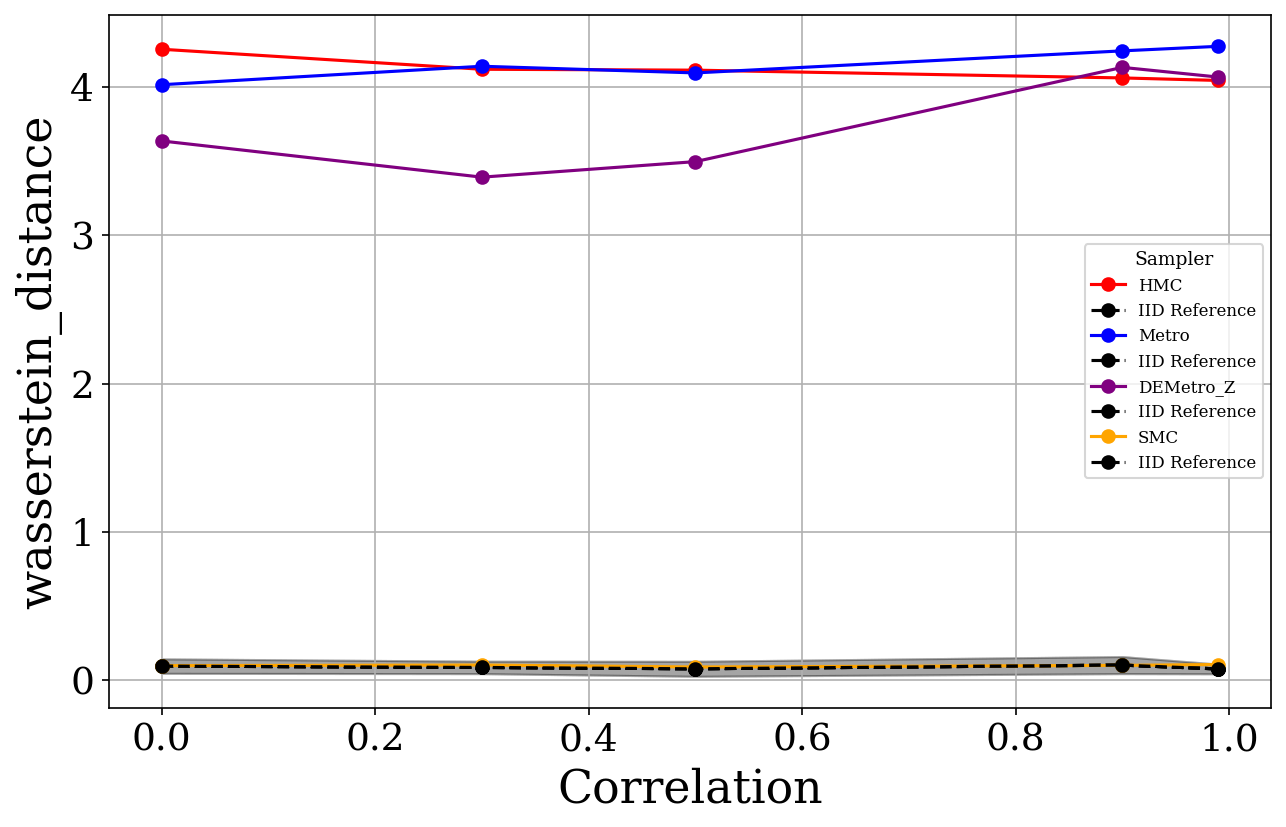 wasserstein_distance
4
3
2
1
0
0.0 0.2 0.4 0.6 0.8 1.0
Correlation
Sampler
HMC
IID Reference
Metro
IID Reference
DEMetro_Z
IID Reference
SMC
IID Reference